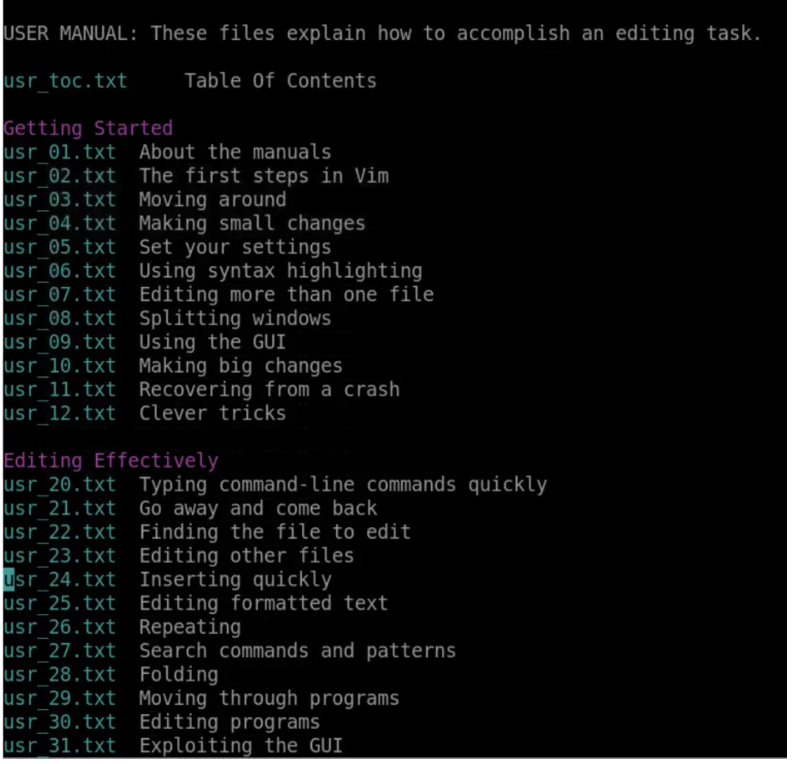 USER MANUAL: These files explain how to accomplish an editing task.
usr_toc.txt Table Of Contents
Getting Started
usr_01.txt About the manuals
usr_02.txt The first steps in Vim
usr_03.txt Moving around
usr_04.txt Making small changes
usr_05.txt Set your settings
usr_06.txt Using syntax highlighting
usr_07.txt Editing more than one file
usr_08.txt Splitting windows
usr_09.txt Using the GUI
usr_10.txt Making big changes
usr_11.txt Recovering from a crash
usr_12.txt Clever tricks
Editing Effectively
usr_20.txt Typing command-line commands quickly
usr_21.txt Go away and come back
usr_22.txt Finding the file to edit
usr_23.txt Editing other files
usr_24.txt Inserting quickly
usr_25.txt Editing formatted text
usr_26.txt Repeating
usr_27.txt Search commands and patterns
usr_28.txt Folding
usr_29.txt Moving through programs
usr_30.txt Editing programs
usr_31.txt Exploiting the GUI